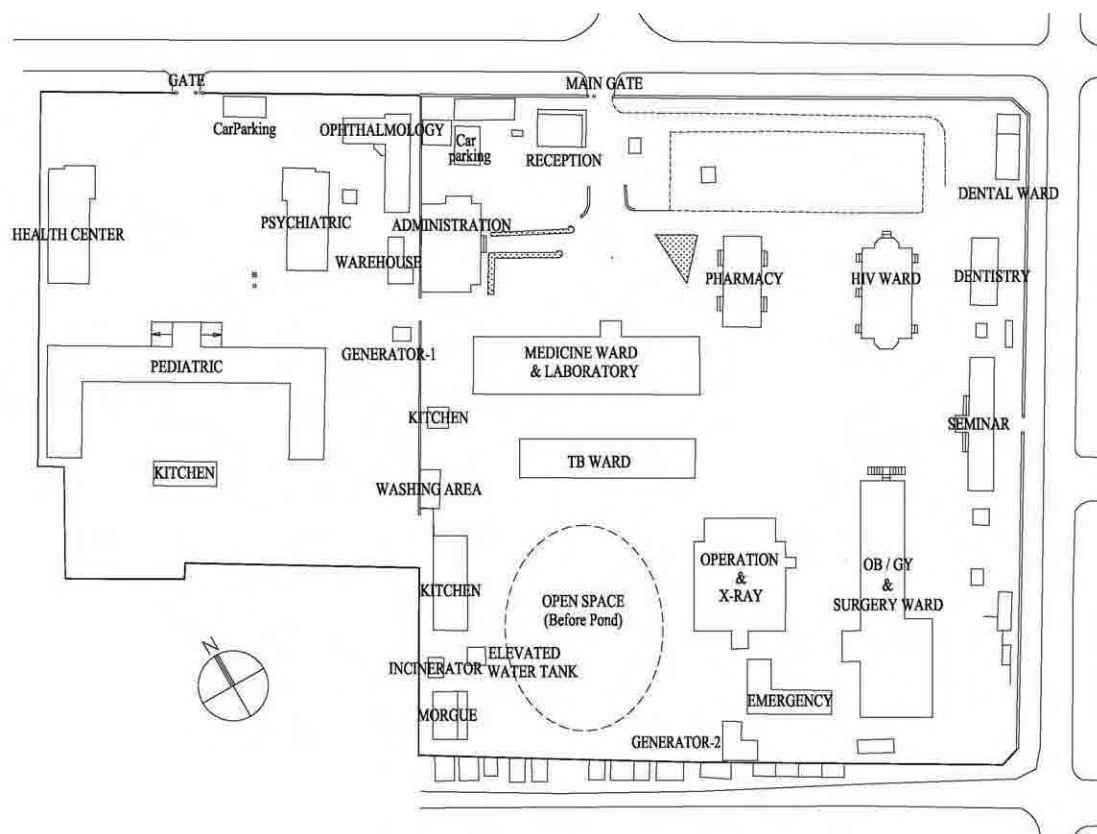 GATE
MAIN GATE
CarParking
OPHTHALMOLOGY
Car
parking
RECEPTION
DENTAL WARD
HEALTH CENTER
PSYCHIATRIC
ADMINISTRATION
WAREHOUSE
PHARMACY
HIV WARD
DENTISTRY
GENERATOR-1
PEDIATRIC
MEDICINE WARD
& LABORATORY
KITCHEN
SEMINAR
KITCHEN
TB WARD
WASHING AREA
KITCHEN
OPEN SPACE
(Before Pond)
OPERATION
&
X-RAY
OB / GY
&
SURGERY WARD
N
INCINERATOR
ELEVATED
WATER TANK
MORGUE
EMERGENCY
GENERATOR-2